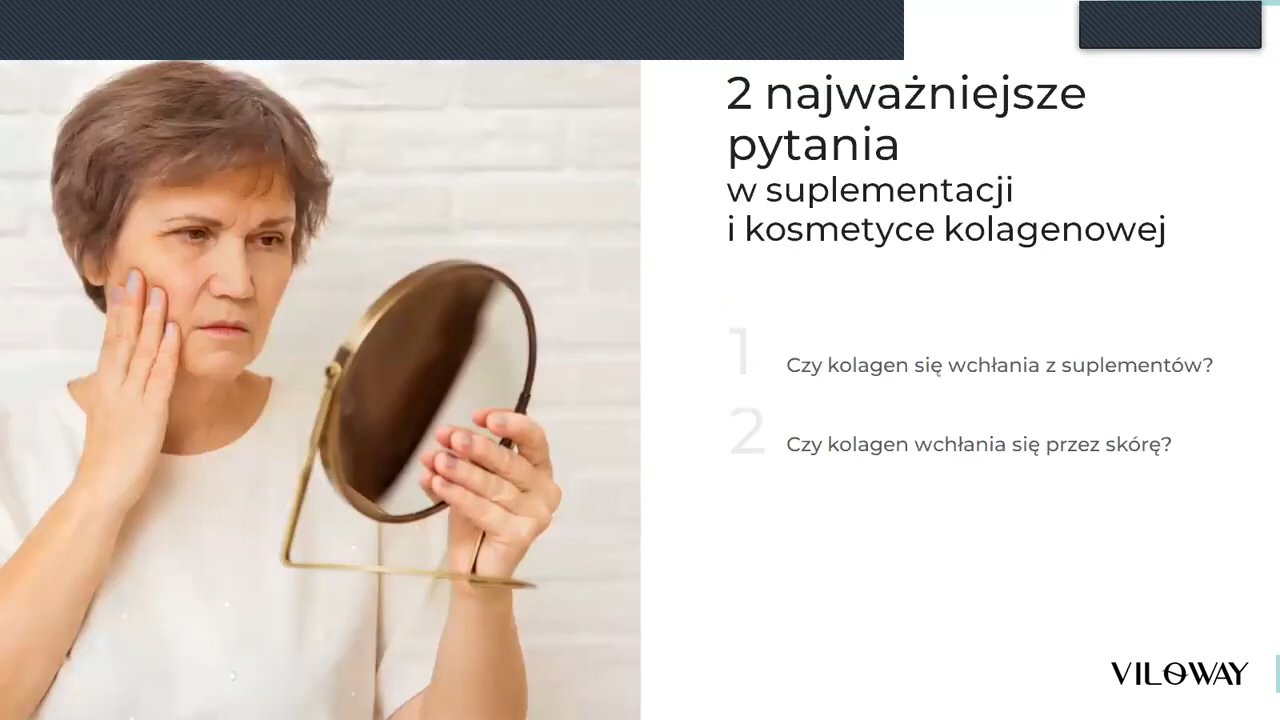 2 najważniejsze
pytania
w suplementacji
i kosmetyce kolagenowej
1
Czy kolagen się wchłania z suplementów?
2
Czy kolagen wchłania się przez skórę?
VILOWAY